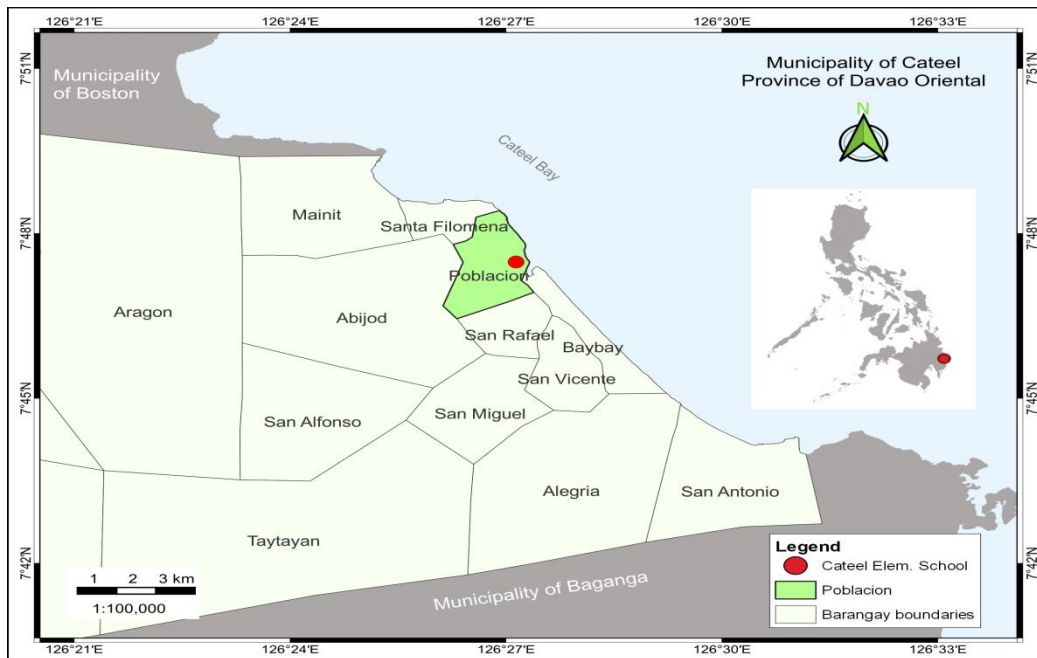 126°21'E 126°24'E 126°27'E 126°30'E 126°33'E
7°51'N
7°51'N
Municipality
of Boston
Municipality of Cateel
Province of Davao Oriental
N
Cateel Bay
Mainit
Santa Filomena
7°48'N
7°48'N
Poblacion
Aragon
Abijod
San Rafael
Baybay
San Vicente
7°45'N
7°45'N
San Miguel
San Alfonso
Alegria
San Antonio
Taytayan
7°42'N
7°42'N
Municipality of Baganga
1 2 3 km
1:100,000
Legend
Cateel Elem. School
Poblacion
Barangay boundaries
126°21'E 126°24'E 126°27'E 126°30'E 126°33'E